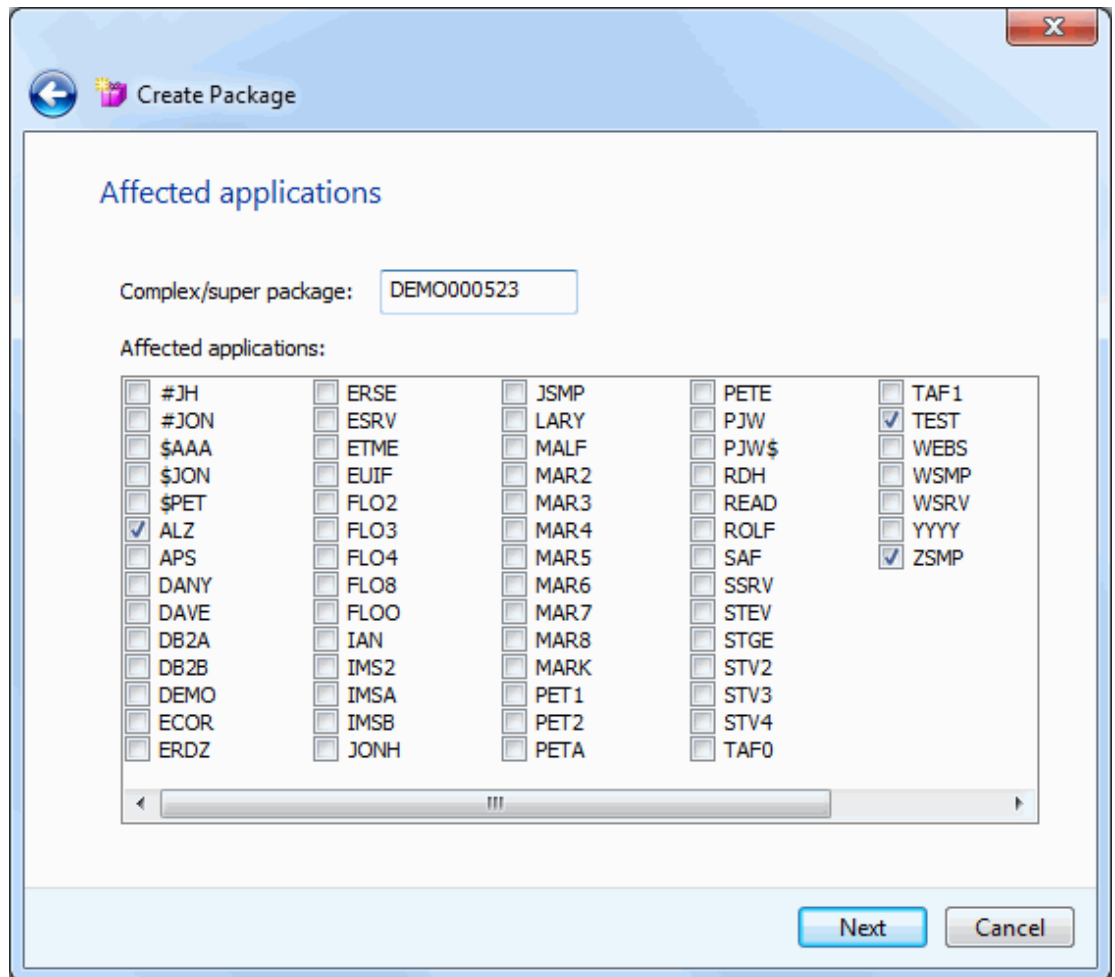 X
Create Package
Affected applications
Complex/super package: DEMO000523
Affected applications:
#JH ERSE JSMP PETE TAF1
#JON ESRV LARY PJW TEST
$AAA ETME MALF PJW$ WEBS
$JON EUIF MAR2 RDH WSMP
$PET FLO2 MAR3 READ WSRV
ALZ FLO3 MAR4 ROLF YYYY
APS FLO4 MAR5 SAF ZSMP
DANY FLO8 MAR6 SSRV
DAVE FLOO MAR7 STEV
DB2A IAN MAR8 STGE
DB2B IMS2 MARK STV2
DEMO IMSA PET1 STV3
ECOR IMSB PET2 STV4
ERDZ JONH PETA TAF0
Next Cancel